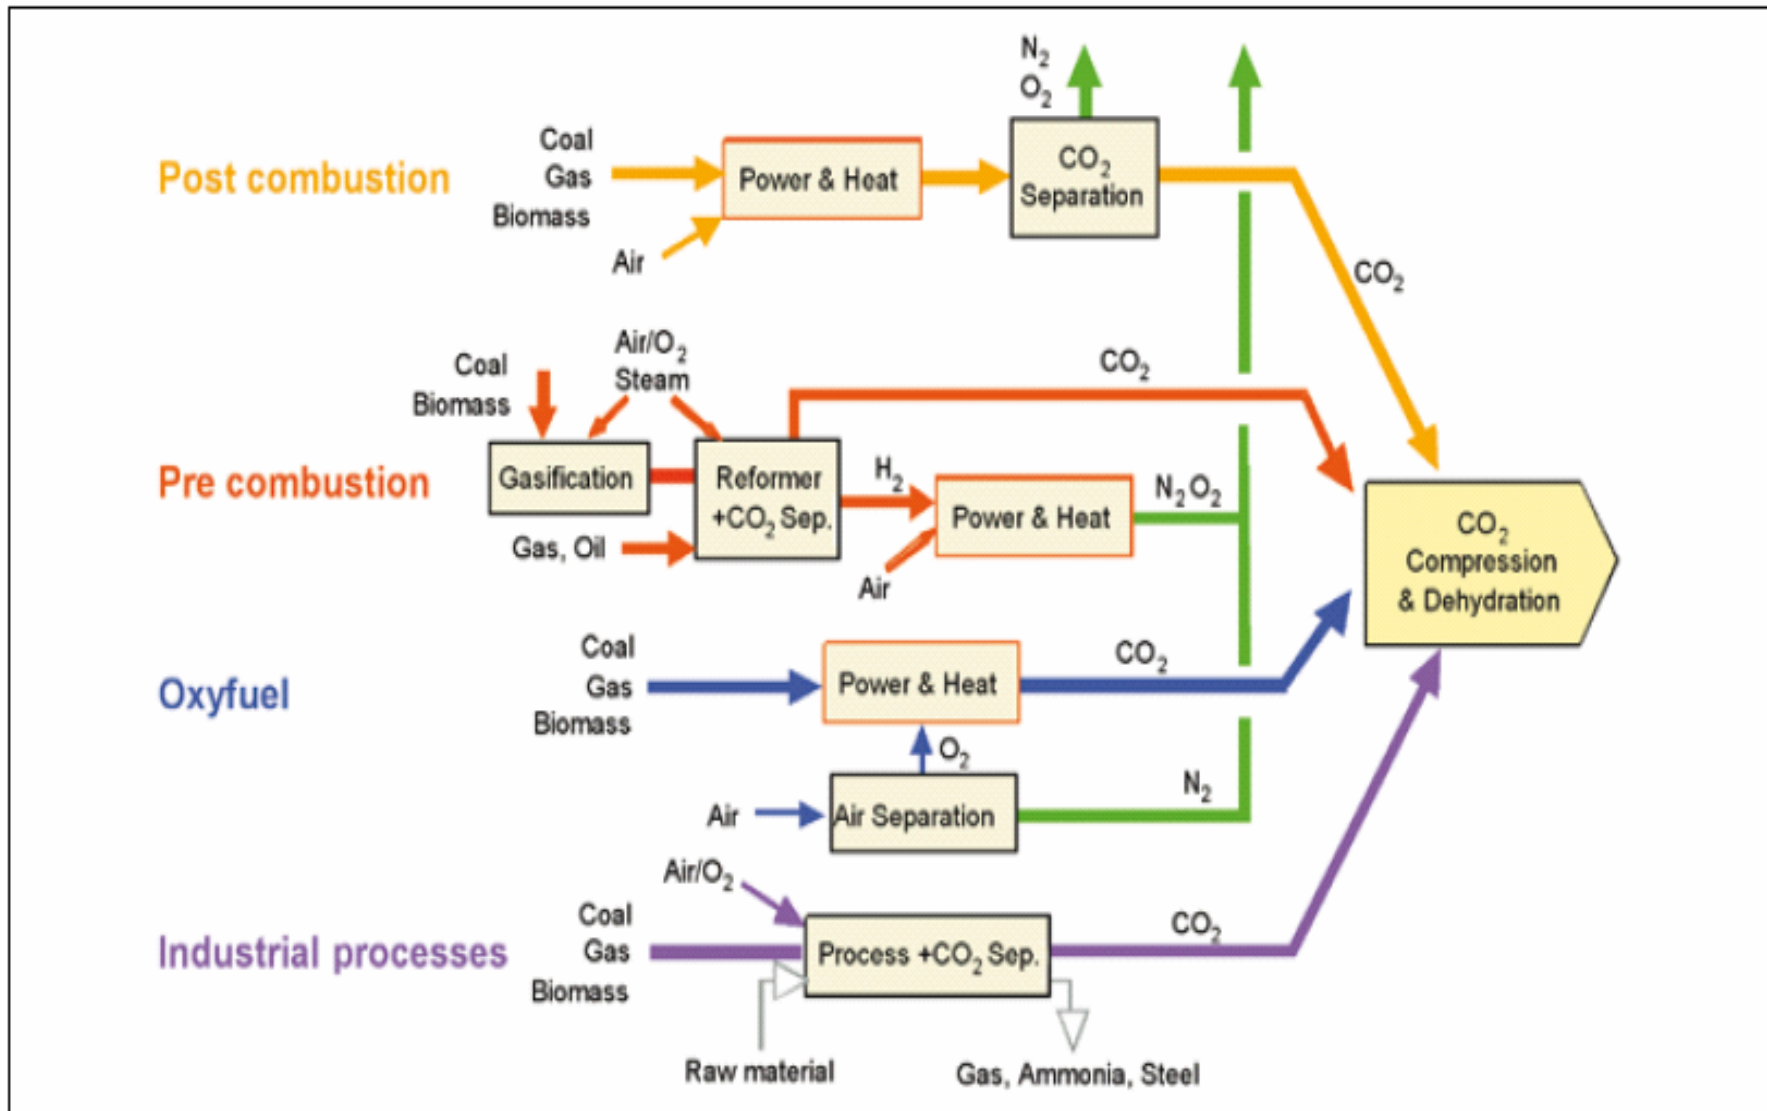 N₂
O₂
Coal
Gas
Biomass
Air
Post combustion
Power & Heat
CO₂
Separation
CO₂
Coal
Biomass
Air/O₂
Steam
CO₂
Pre combustion
Gasification
Reformer
+CO₂ Sep.
H₂
Gas, Oil
Air
Power & Heat
N₂ O₂
CO₂
Compression
& Dehydration
Oxyfuel
Coal
Gas
Biomass
Power & Heat
CO₂
O₂
Air
Air Separation
N₂
Industrial processes
Air/O₂
Coal
Gas
Biomass
Process +CO₂ Sep.
CO₂
Raw material
Gas, Ammonia, Steel